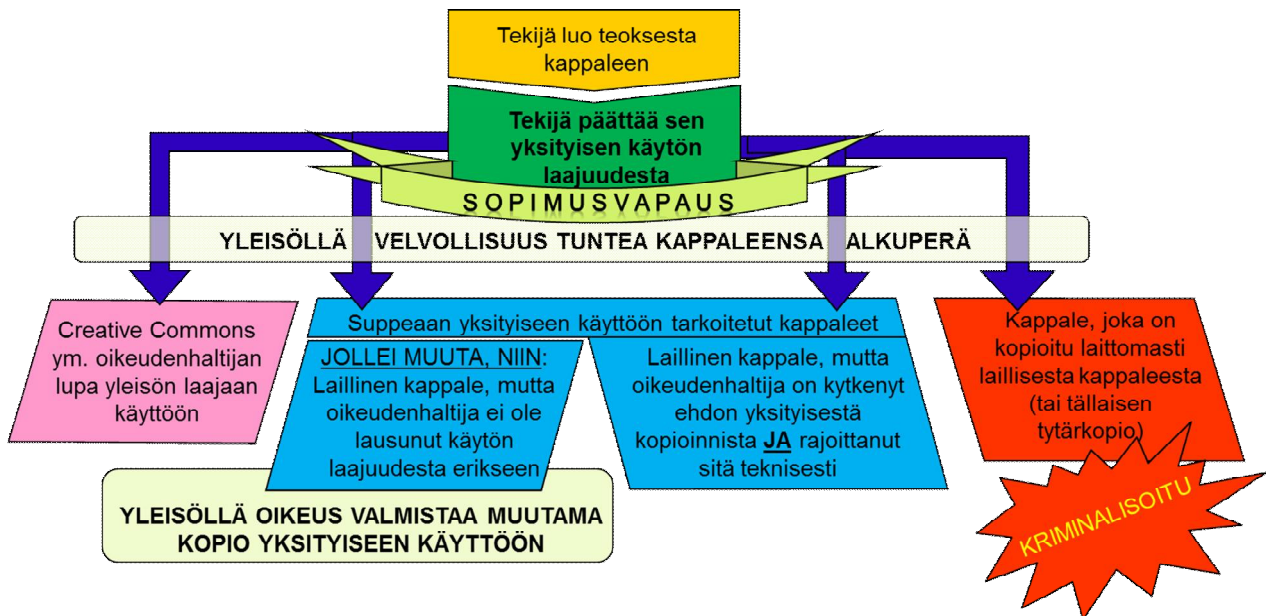 Tekijä luo teoksesta
kappaleen
Tekijä päättää sen
yksityisen käytön
laajuudesta
SOPIMUSVAPAUS
YLEISÖLLÄ VELVOLLISUUS TUNTEA KAPPALEENSA ALKUPERÄ
Creative Commons
ym. oikeudenhaltijan
lupa yleisön laajaan
käyttöön
Suppeaan yksityiseen käyttöön tarkoitetut kappaleet
JOLLEI MUUTA, NIIN:
Laillinen kappale, mutta
oikeudenhaltija ei ole
lausunut käytön
laajuudesta erikseen
Laillinen kappale, mutta
oikeudenhaltija on kytkenyt
ehdon yksityisestä
kopioinnista JA rajoittanut
sitä teknisesti
Kappale, joka on
kopioitu laittomasti
laillisesta kappaleesta
(tai tällaisen
tytärkopio)
KRIMINALISOITU
YLEISÖLLÄ OIKEUS VALMISTAA MUUTAMA
KOPIO YKSITYISEEN KÄYTTÖÖN